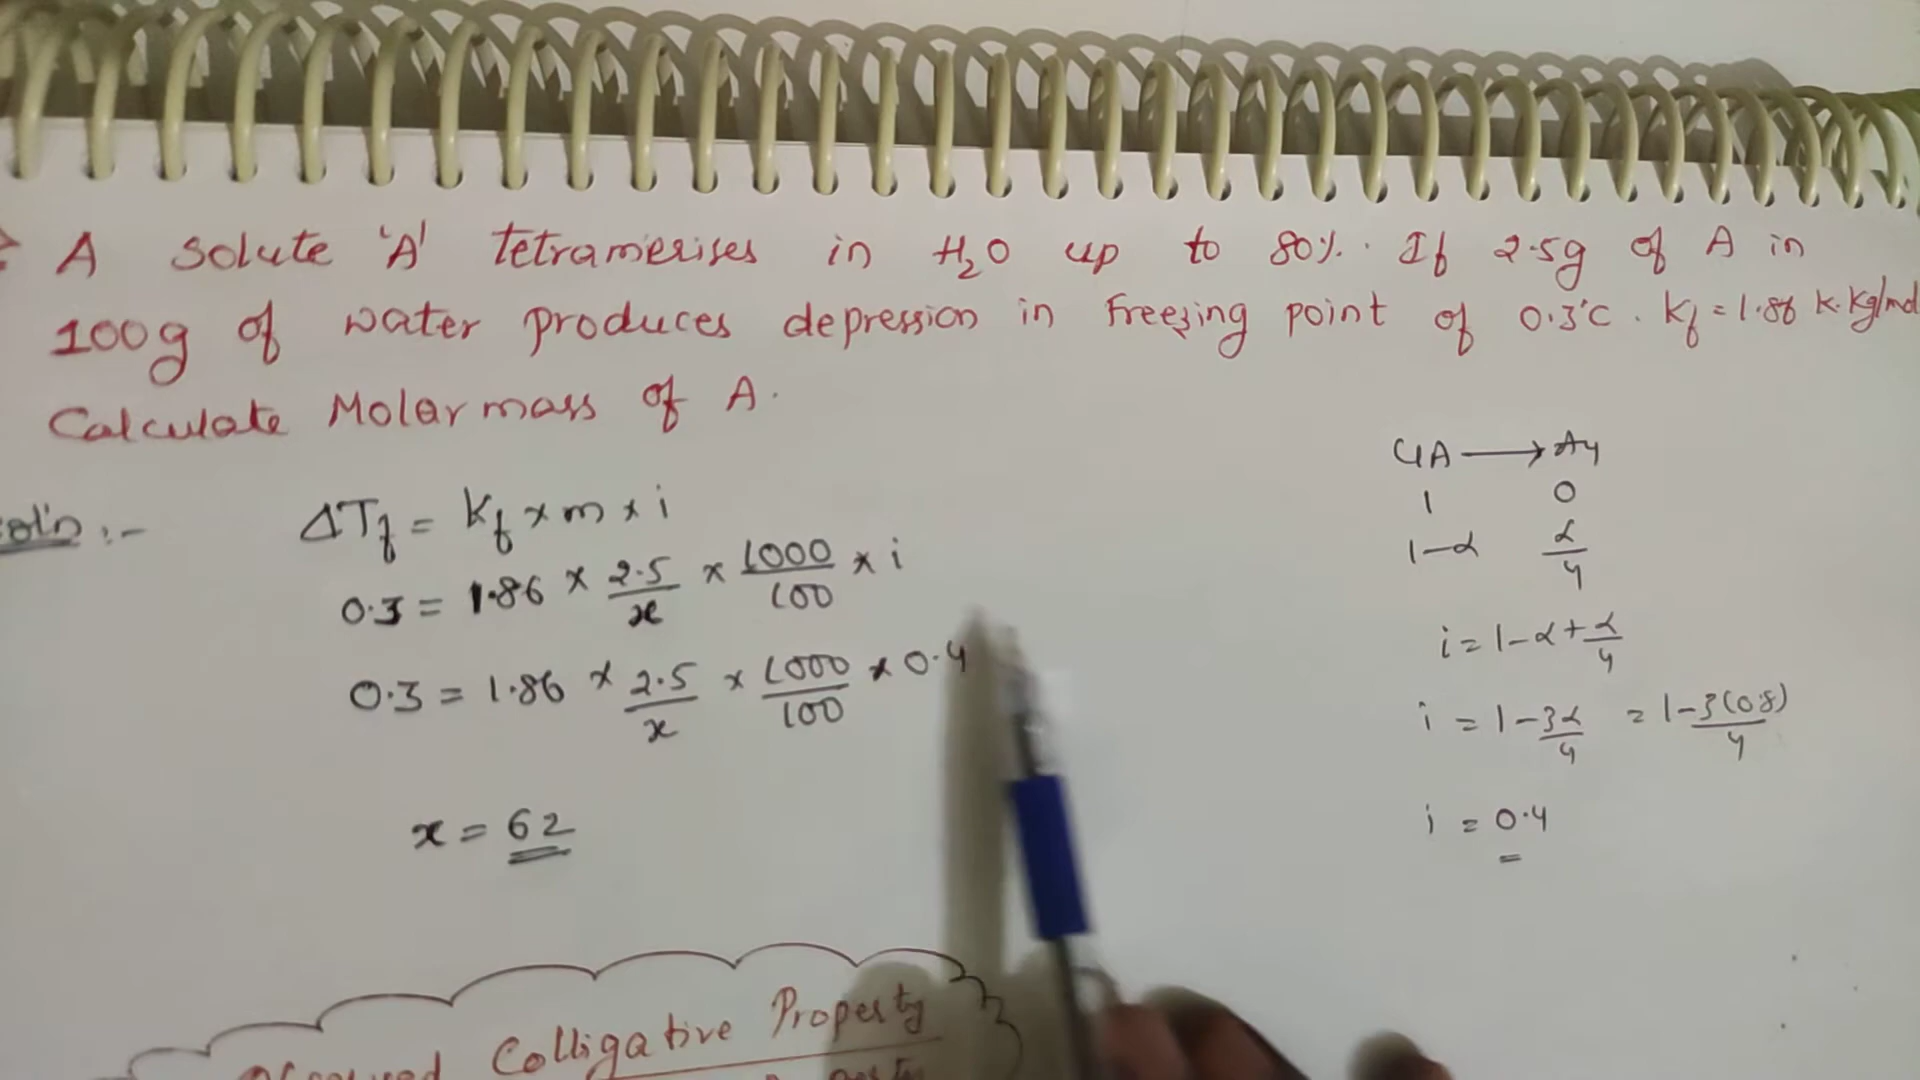 A solute 'A' tetramerises in H₂O up to 80%. If 2.5g of A in
100g of water produces depression in Freezing point of 0.3°C. Kf = 1.86 K.Kg/mol
Calculate Molar mass of A.
Sol'n :-
ΔTf = Kf × m × i
0.3 = 1.86 × 2.5/x × 1000/100 × i
0.3 = 1.86 × 2.5/x × 1000/100 × 0.4
x = 62
4A ⟶ A4
1 0
1-α α/4
i = 1-α+α/4
i = 1-3α/4 = 1-3(0.8)/4
i = 0.4
Colligative Property